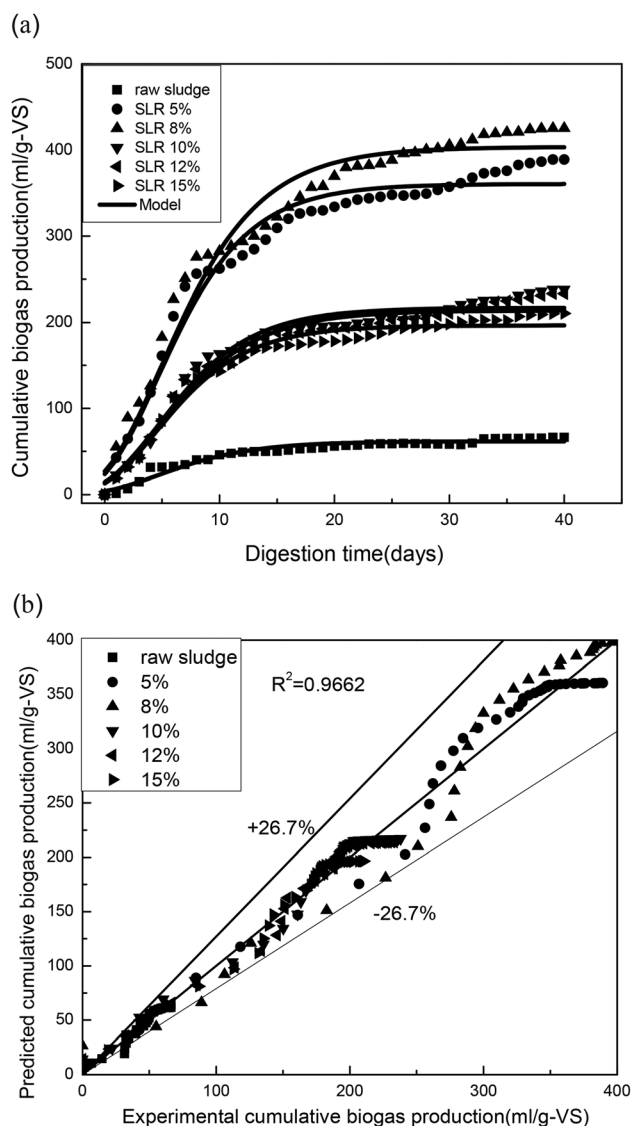 (a)
500
400
300
200
100
0
raw sludge
SLR 5%
SLR 8%
SLR 10%
SLR 12%
SLR 15%
Model
Cumulative biogas production(ml/g-VS)
0 10 20 30 40
Digestion time(days)
(b)
400
350
300
250
200
150
100
50
0
raw sludge
5%
8%
10%
12%
15%
R²=0.9662
+26.7%
-26.7%
Predicted cumulative biogas production(ml/g-VS)
0 100 200 300 400
Experimental cumulative biogas production(ml/g-VS)